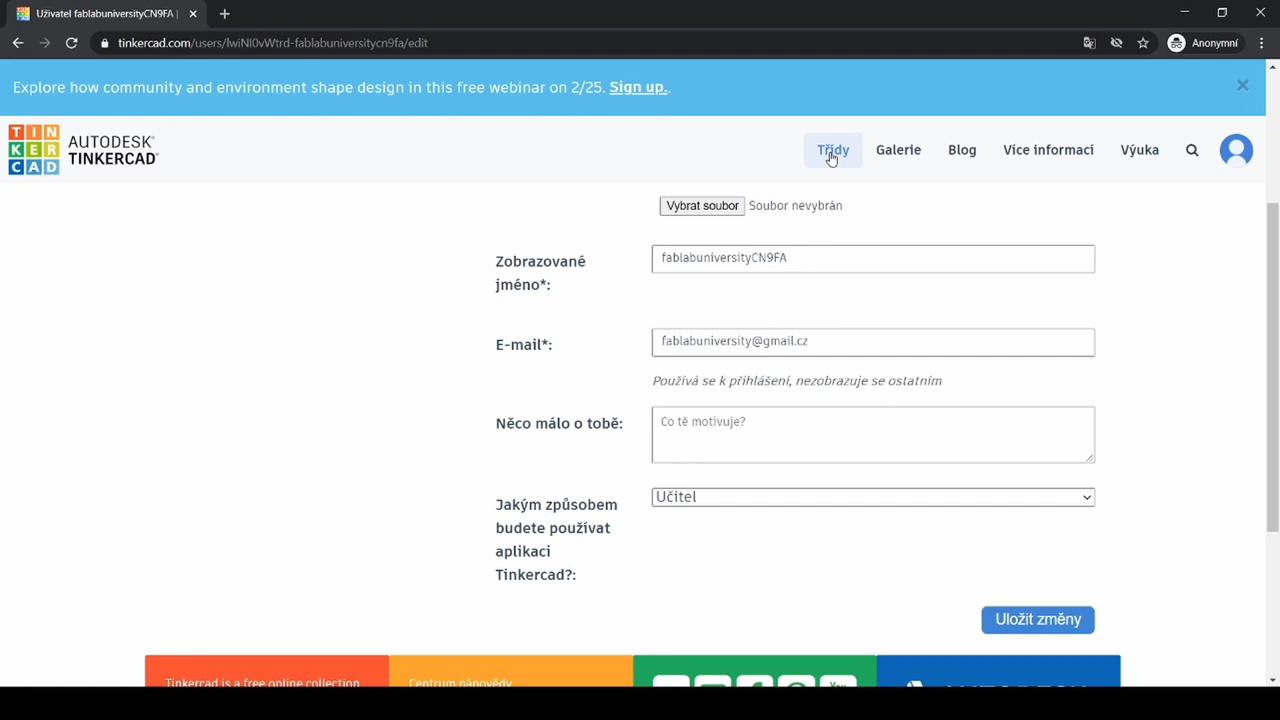 Uživatel fablabuniversityCN9FA |
tinkercad.com/users/lwiNl0vWtrd-fablabuniversitycn9fa/edit
Anonymní
Explore how community and environment shape design in this free webinar on 2/25. Sign up..
TINKERCAD
AUTODESK
TINKERCAD
Třídy
Galerie
Blog
Více informací
Výuka
Vybrat soubor Soubor nevybrán
Zobrazované
jméno*:
fablabuniversityCN9FA
E-mail*:
fablabuniversity@gmail.cz
Používá se k přihlášení, nezobrazuje se ostatním
Něco málo o tobě:
Co tě motivuje?
Jakým způsobem
budete používat
aplikaci
Tinkercad?:
Učitel
Uložit změny
Tinkercad is a free online collection
Centrum nápovědy
You
AUTODESK